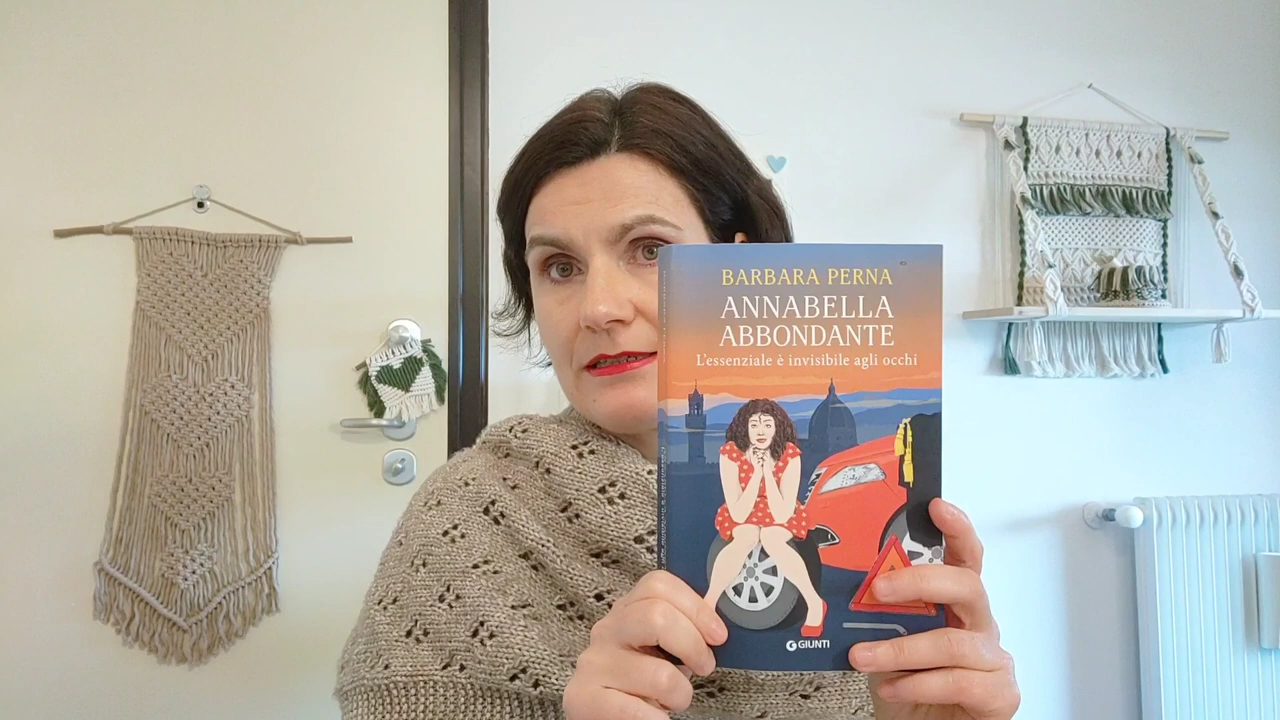 BARBARA PERNA
ANNABELLA
ABBONDANTE
L'essenziale è invisibile agli occhi
GIUNTI